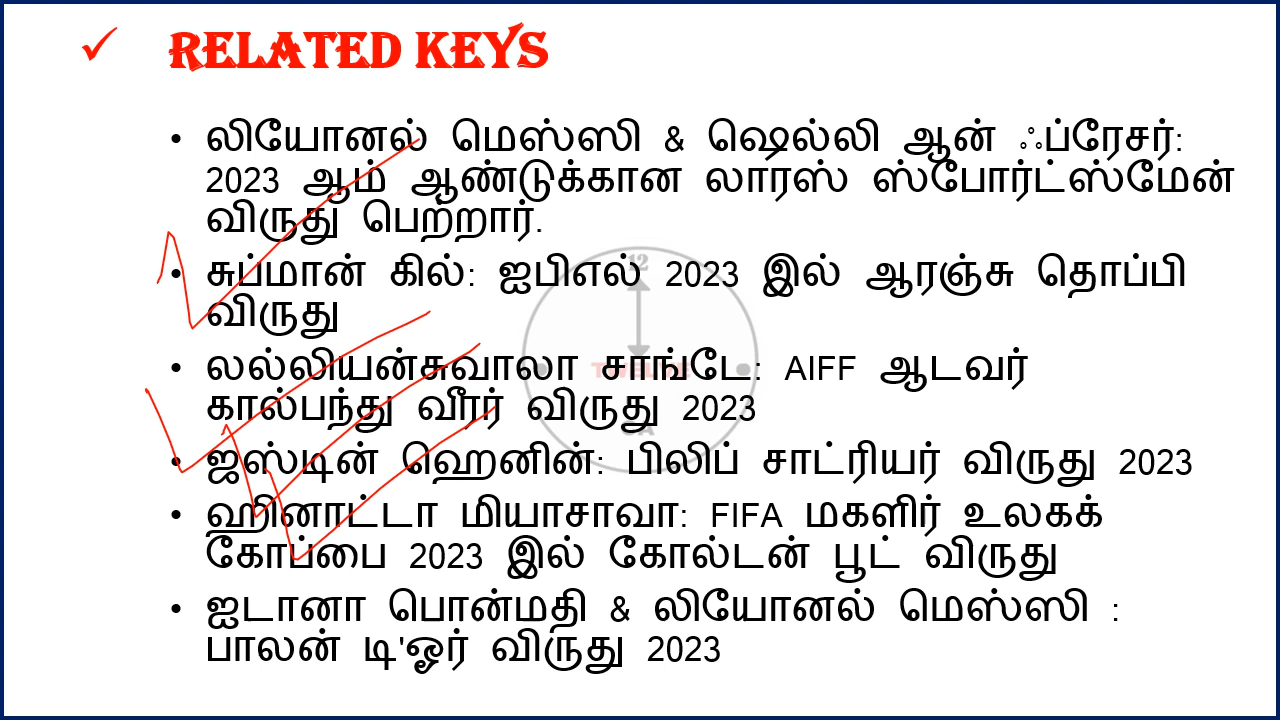 RELATED KEYS
• லியோனல் மெஸ்ஸி & ஷெல்லி ஆன் ஃப்ரேசர்:
2023 ஆம் ஆண்டுக்கான லாரஸ் ஸ்போர்ட்ஸ்மேன்
விருது பெற்றார்.
• சுப்மான் கில்: ஐபிஎல் 2023 இல் ஆரஞ்சு தொப்பி
விருது
• லல்லியன்சுவாலா சாங்டே: AIFF ஆடவர்
கால்பந்து வீரர் விருது 2023
• ஜஸ்டின் ஹெனின்: பிலிப் சாட்ரியர் விருது 2023
• ஹினாட்டா மியாசாவா: FIFA மகளிர் உலகக்
கோப்பை 2023 இல் கோல்டன் பூட் விருது
• ஐடானா பொன்மதி & லியோனல் மெஸ்ஸி :
பாலன் டி'ஓர் விருது 2023
12